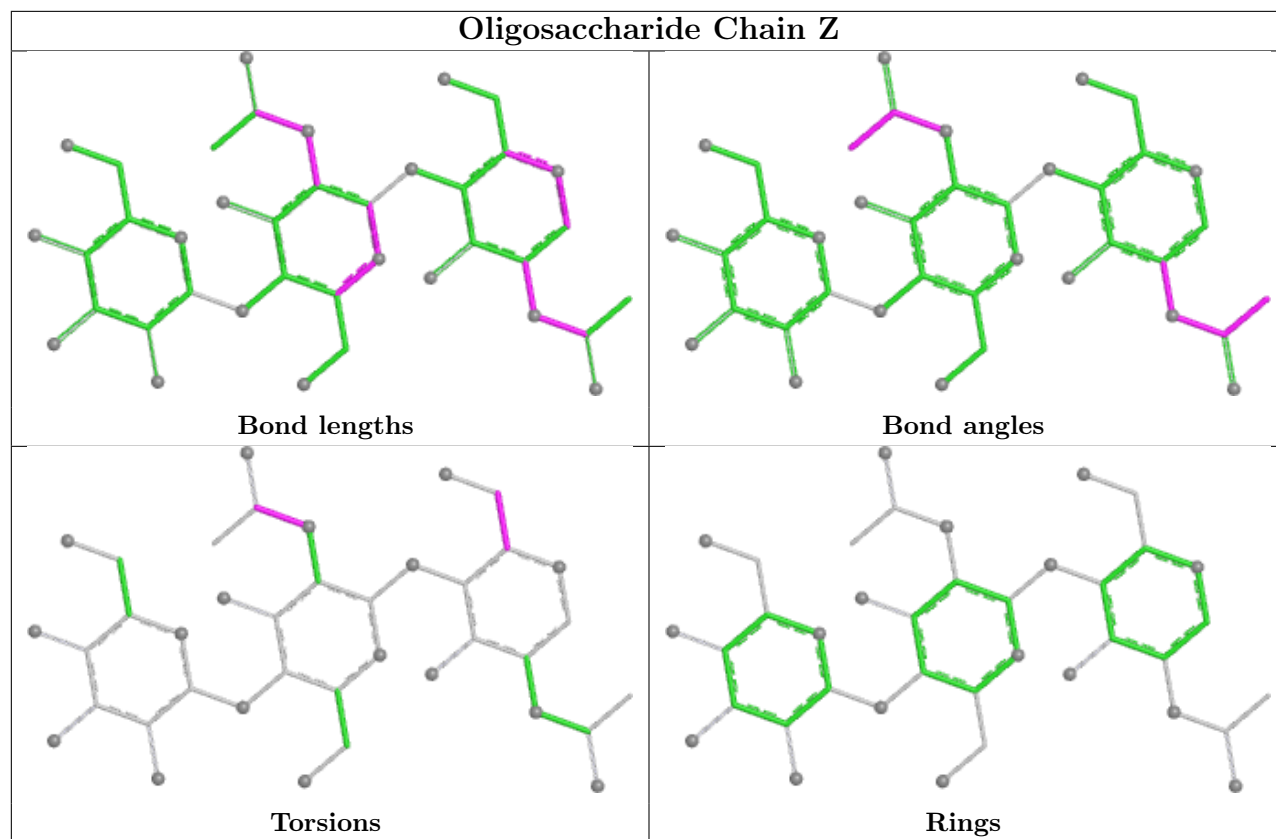 Oligosaccharide Chain Z
Bond lengths
Bond angles
Torsions
Rings